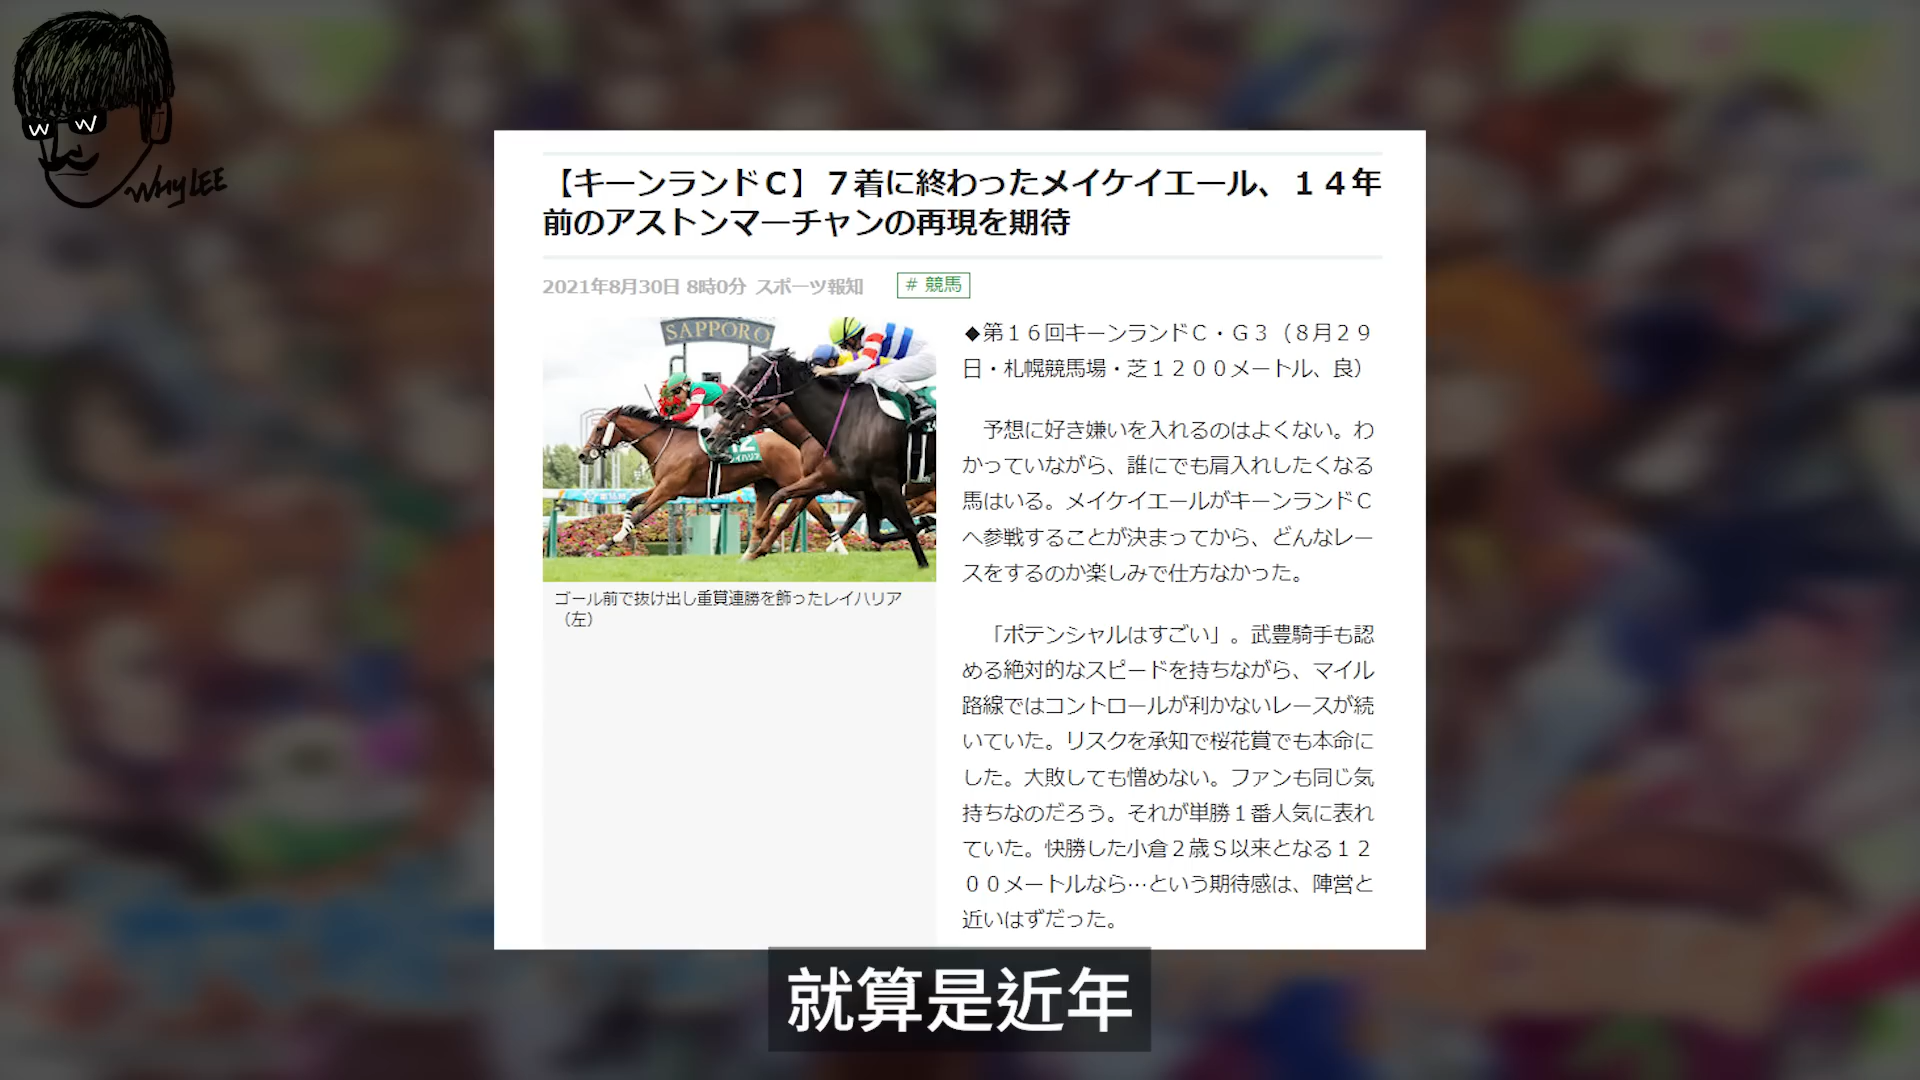 W W
WHYLEE
【キーンランドＣ】７着に終わったメイケイエール、１４年
前のアストンマーチャンの再現を期待
2021年8月30日 8時0分 スポーツ報知 # 競馬
SAPPORO
12
レイハリア
ゴール前で抜け出し重賞連勝を飾ったレイハリア
（左）
◆第１６回キーンランドＣ・Ｇ３（８月２９
日・札幌競馬場・芝１２００メートル、良）
予想に好き嫌いを入れるのはよくない。わ
かっていながら、誰にでも肩入れしたくなる
馬はいる。メイケイエールがキーンランドＣ
へ参戦することが決まってから、どんなレー
スをするのか楽しみで仕方なかった。
「ポテンシャルはすごい」。武豊騎手も認
める絶対的なスピードを持ちながら、マイル
路線ではコントロールが利かないレースが続
いていた。リスクを承知で桜花賞でも本命に
した。大敗しても憎めない。ファンも同じ気
持ちなのだろう。それが単勝１番人気に表れ
ていた。快勝した小倉２歳Ｓ以来となる１２
００メートルなら…という期待感は、陣営と
近いはずだった。
就算是近年